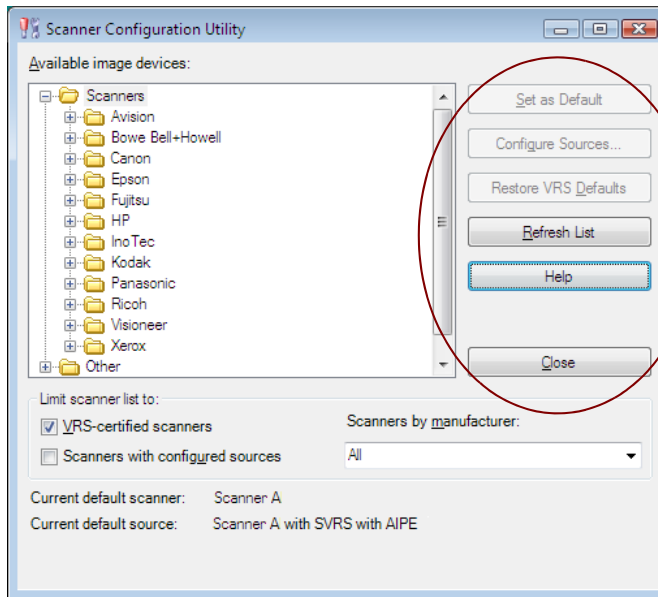 Scanner Configuration Utility
Available image devices:
Scanners
Avision
Bowe Bell+Howell
Canon
Epson
Fujitsu
HP
InoTec
Kodak
Panasonic
Ricoh
Visioneer
Xerox
Other
Set as Default
Configure Sources...
Restore VRS Defaults
Refresh List
Help
Close
Limit scanner list to:
VRS-certified scanners
Scanners with configured sources
Scanners by manufacturer:
All
Current default scanner: Scanner A
Current default source: Scanner A with SVRS with AIPE